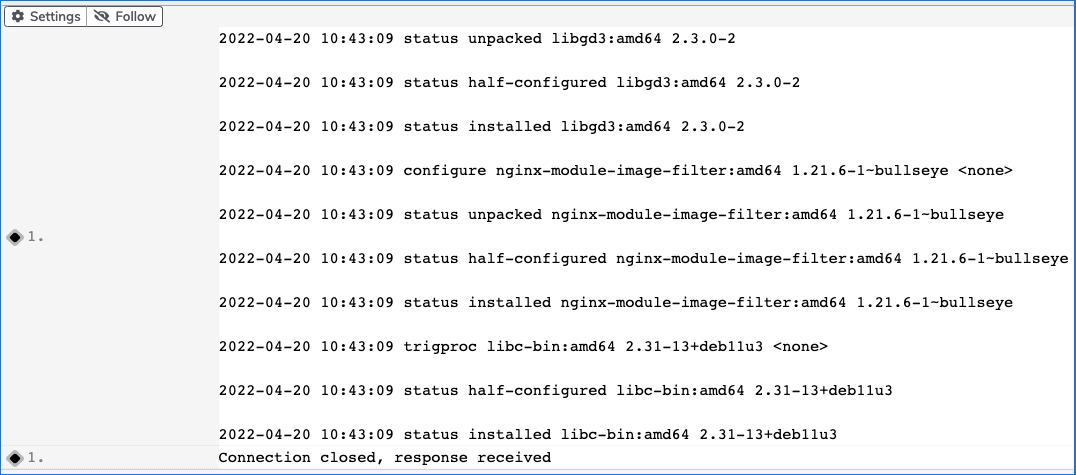 Settings Follow
2022-04-20 10:43:09 status unpacked libgd3:amd64 2.3.0-2
2022-04-20 10:43:09 status half-configured libgd3:amd64 2.3.0-2
2022-04-20 10:43:09 status installed libgd3:amd64 2.3.0-2
2022-04-20 10:43:09 configure nginx-module-image-filter:amd64 1.21.6-1~bullseye <none>
2022-04-20 10:43:09 status unpacked nginx-module-image-filter:amd64 1.21.6-1~bullseye
1.
2022-04-20 10:43:09 status half-configured nginx-module-image-filter:amd64 1.21.6-1~bullseye
2022-04-20 10:43:09 status installed nginx-module-image-filter:amd64 1.21.6-1~bullseye
2022-04-20 10:43:09 trigproc libc-bin:amd64 2.31-13+deb11u3 <none>
2022-04-20 10:43:09 status half-configured libc-bin:amd64 2.31-13+deb11u3
2022-04-20 10:43:09 status installed libc-bin:amd64 2.31-13+deb11u3
1. Connection closed, response received